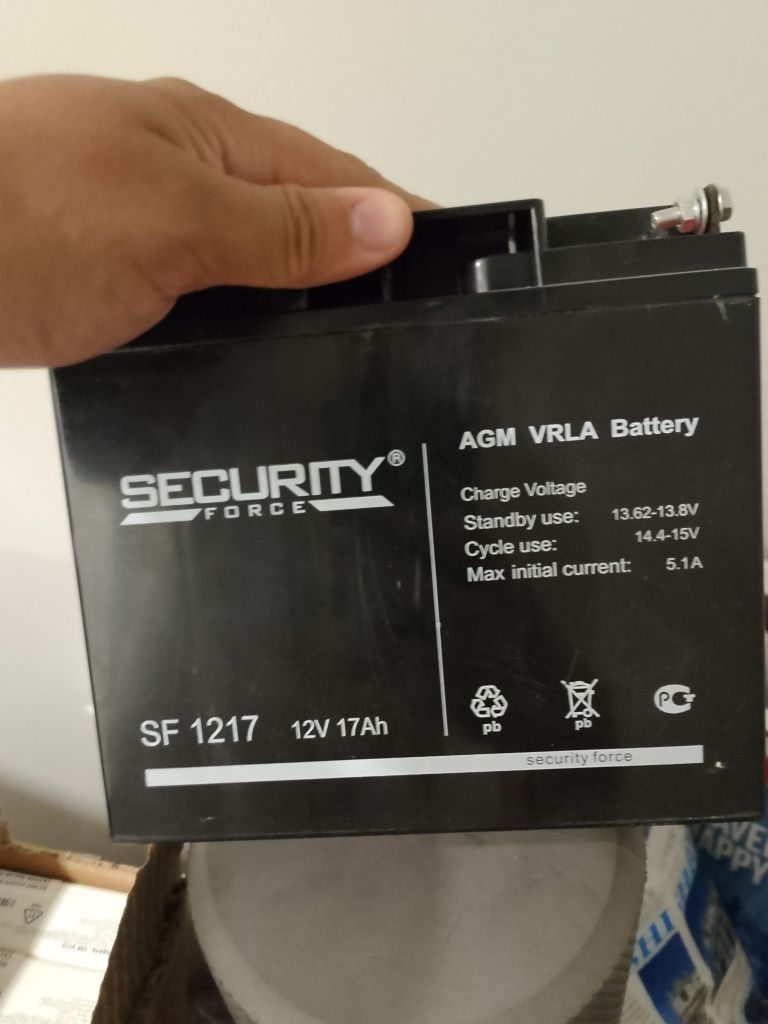 SECURITY®
FORCE
AGM VRLA Battery
Charge Voltage
Standby use: 13.62-13.8V
Cycle use: 14.4-15V
Max initial current: 5.1A
SF 1217 12V 17Ah
pb pb
security force